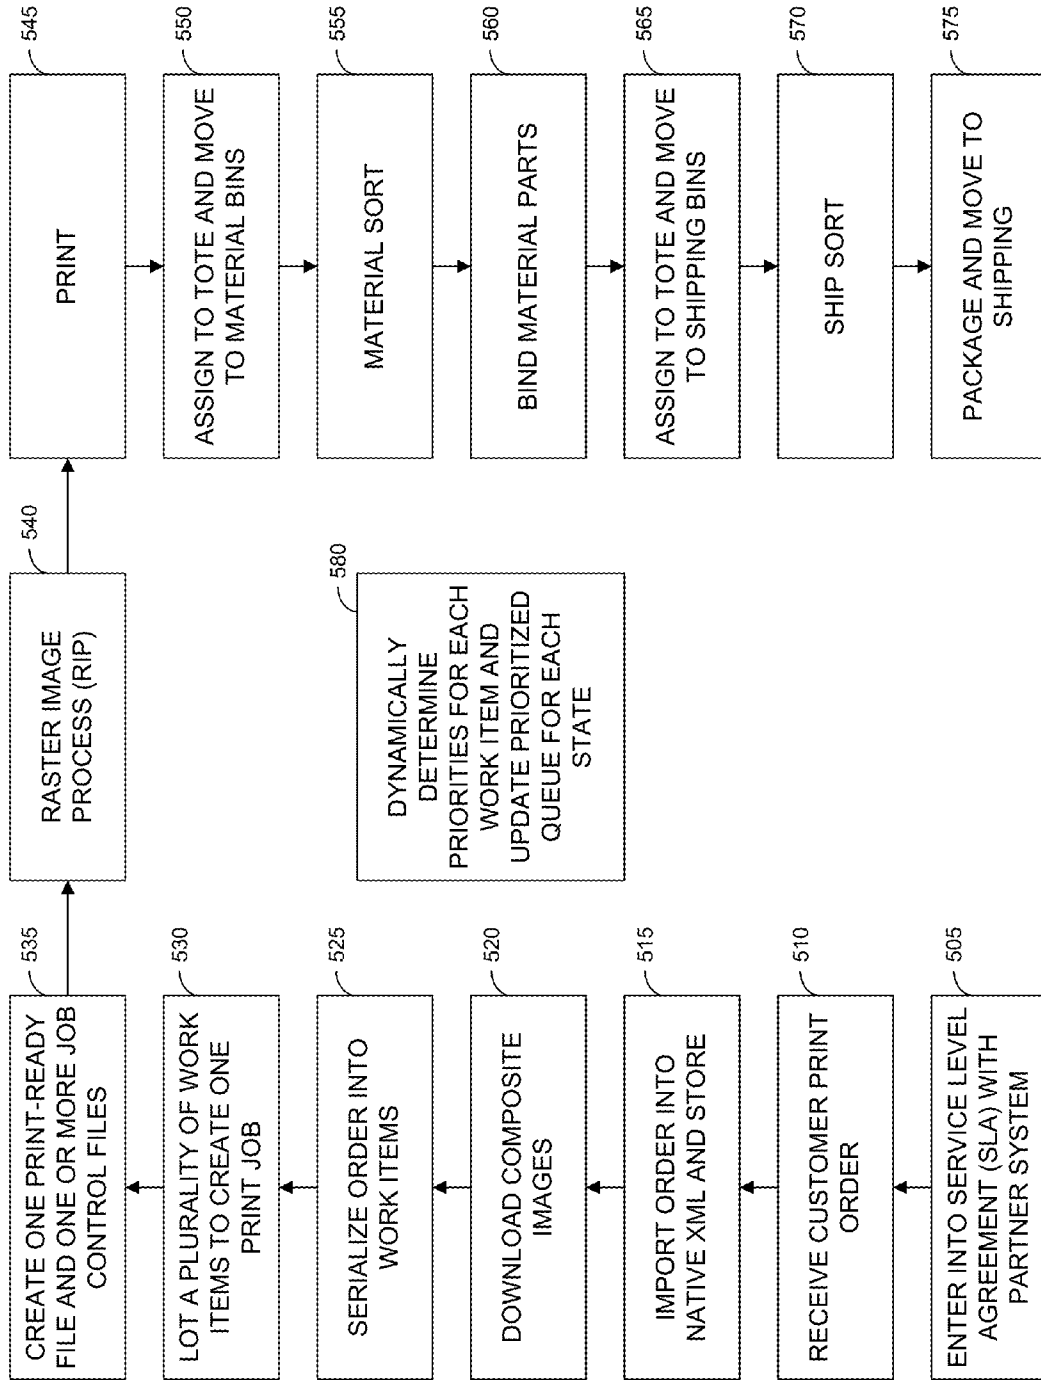 505
ENTER INTO SERVICE LEVEL
AGREEMENT (SLA) WITH
PARTNER SYSTEM
510
RECEIVE CUSTOMER PRINT
ORDER
515
IMPORT ORDER INTO
NATIVE XML AND STORE
520
DOWNLOAD COMPOSITE
IMAGES
525
SERIALIZE ORDER INTO
WORK ITEMS
530
LOT A PLURALITY OF WORK
ITEMS TO CREATE ONE
PRINT JOB
535
CREATE ONE PRINT-READY
FILE AND ONE OR MORE JOB
CONTROL FILES
540
RASTER IMAGE
PROCESS (RIP)
545
PRINT
550
ASSIGN TO TOTE AND MOVE
TO MATERIAL BINS
555
MATERIAL SORT
560
BIND MATERIAL PARTS
565
ASSIGN TO TOTE AND MOVE
TO SHIPPING BINS
570
SHIP SORT
575
PACKAGE AND MOVE TO
SHIPPING
580
DYNAMICALLY
DETERMINE
PRIORITIES FOR EACH
WORK ITEM AND
UPDATE PRIORITIZED
QUEUE FOR EACH
STATE